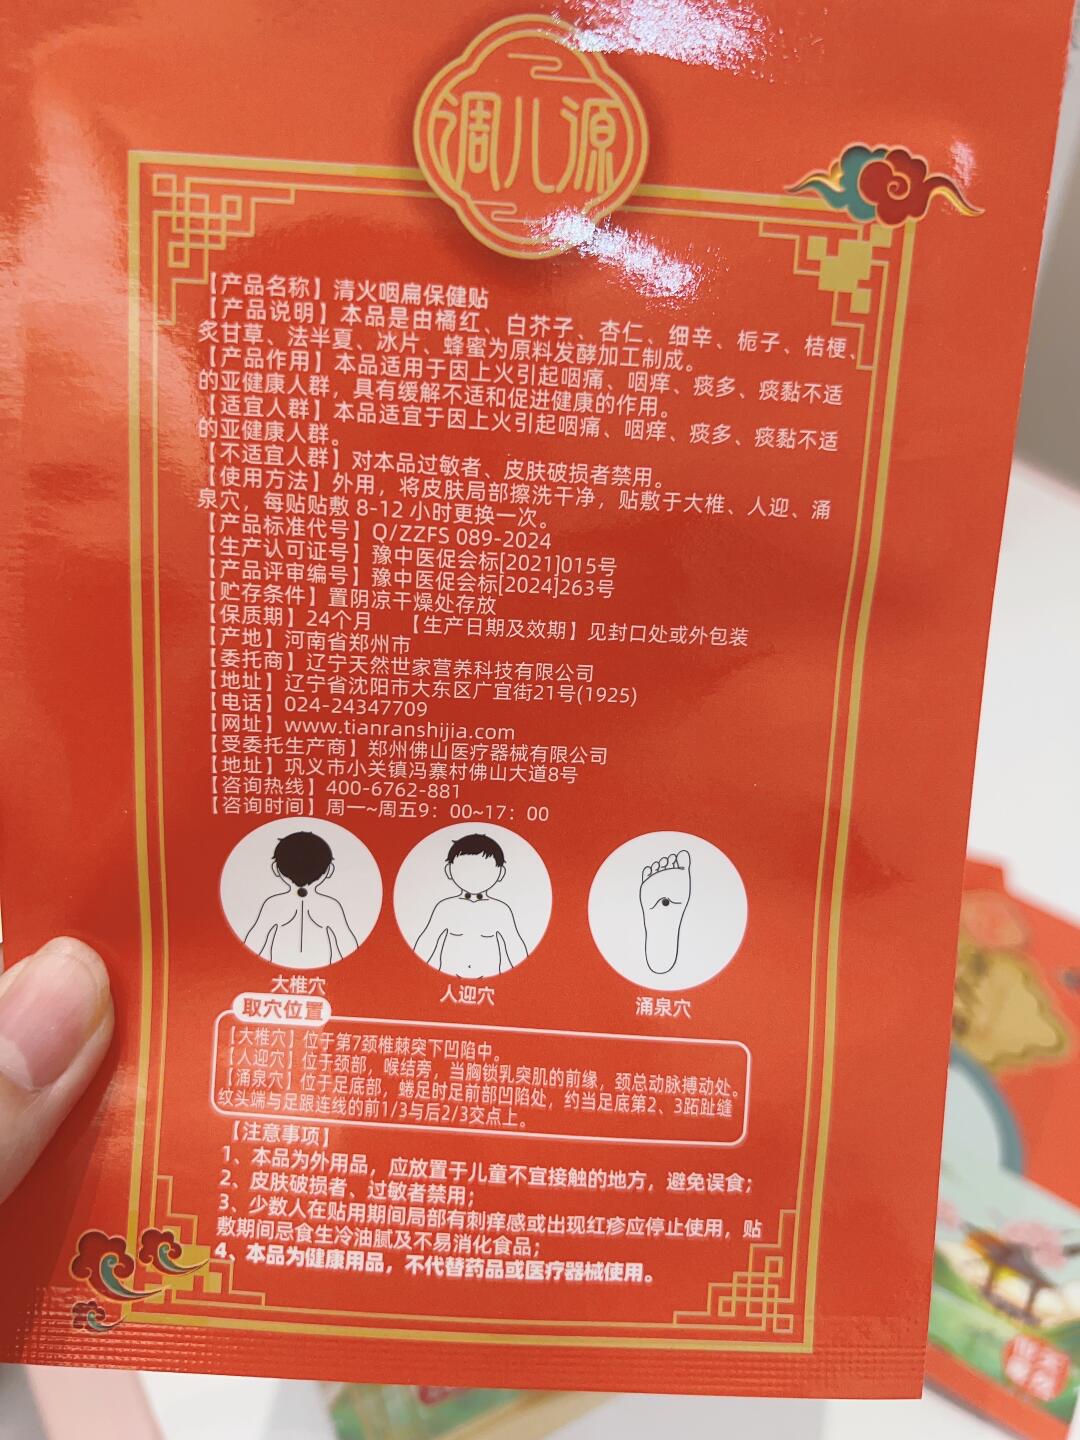 调儿源
【产品名称】清火咽扁保健贴
【产品说明】本品是由橘红、白芥子、杏仁、细辛、栀子、桔梗、
炙甘草、法半夏、冰片、蜂蜜为原料发酵加工制成。
【产品作用】本品适用于因上火引起咽痛、咽痒、痰多、痰黏不适
的亚健康人群，具有缓解不适和促进健康的作用。
【适宜人群】本品适宜于因上火引起咽痛、咽痒、痰多、痰黏不适
的亚健康人群。
【不适宜人群】对本品过敏者、皮肤破损者禁用。
【使用方法】外用，将皮肤局部擦洗干净，贴敷于大椎、人迎、涌
泉穴，每贴贴敷 8-12 小时更换一次。
【产品标准代号】Q/ZZFS 089-2024
【生产认可证号】豫中医促会标[2021]015号
【产品评审编号】豫中医促会标[2024]263号
【贮存条件】置阴凉干燥处存放
【保质期】24个月 【生产日期及效期】见封口处或外包装
【产地】河南省郑州市
【委托商】辽宁天然世家营养科技有限公司
【地址】辽宁省沈阳市大东区广宜街21号(1925)
【电话】024-24347709
【网址】www.tianranshijia.com
【受委托生产商】郑州佛山医疗器械有限公司
【地址】巩义市小关镇冯寨村佛山大道8号
【咨询热线】400-6762-881
【咨询时间】周一~周五9：00~17：00
大椎穴 人迎穴 涌泉穴
取穴位置
【大椎穴】位于第7颈椎棘突下凹陷中。
【人迎穴】位于颈部，喉结旁，当胸锁乳突肌的前缘，颈总动脉搏动处。
【涌泉穴】位于足底部，蜷足时足前部凹陷处，约当足底第2、3跖趾缝
纹头端与足跟连线的前1/3与后2/3交点上。
【注意事项】
1、本品为外用品，应放置于儿童不宜接触的地方，避免误食；
2、皮肤破损者、过敏者禁用；
3、少数人在贴用期间局部有刺痒感或出现红疹应停止使用，贴
敷期间忌食生冷油腻及不易消化食品；
4、本品为健康用品，不代替药品或医疗器械使用。